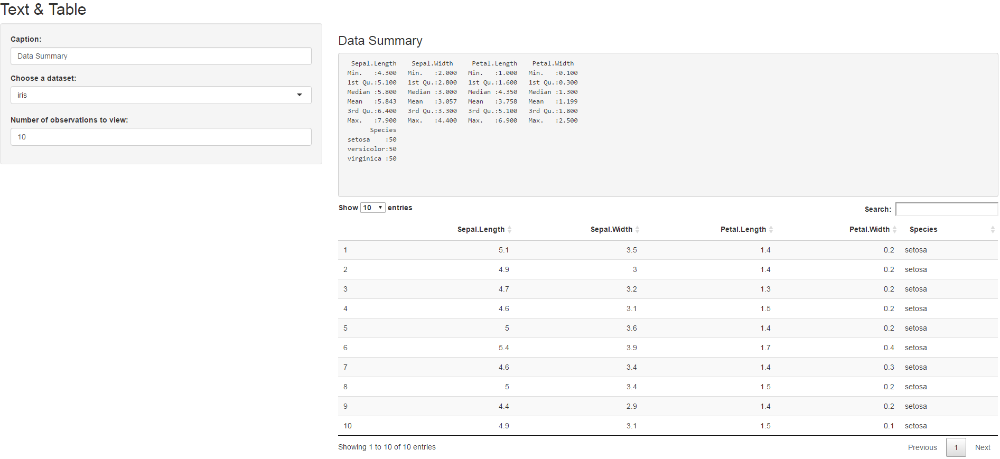 Text & Table
Caption:
Data Summary
Choose a dataset:
iris
Number of observations to view:
10
Data Summary
Sepal.Length Sepal.Width Petal.Length Petal.Width
Min. :4.300 Min. :2.000 Min. :1.000 Min. :0.100
1st Qu.:5.100 1st Qu.:2.800 1st Qu.:1.600 1st Qu.:0.300
Median :5.800 Median :3.000 Median :4.350 Median :1.300
Mean :5.843 Mean :3.057 Mean :3.758 Mean :1.199
3rd Qu.:6.400 3rd Qu.:3.300 3rd Qu.:5.100 3rd Qu.:1.800
Max. :7.900 Max. :4.400 Max. :6.900 Max. :2.500
Species
setosa :50
versicolor:50
virginica :50
Show 10 entries Search:
Sepal.Length Sepal.Width Petal.Length Petal.Width Species
1 5.1 3.5 1.4 0.2 setosa
2 4.9 3 1.4 0.2 setosa
3 4.7 3.2 1.3 0.2 setosa
4 4.6 3.1 1.5 0.2 setosa
5 5 3.6 1.4 0.2 setosa
6 5.4 3.9 1.7 0.4 setosa
7 4.6 3.4 1.4 0.3 setosa
8 5 3.4 1.5 0.2 setosa
9 4.4 2.9 1.4 0.2 setosa
10 4.9 3.1 1.5 0.1 setosa
Showing 1 to 10 of 10 entries Previous 1 Next